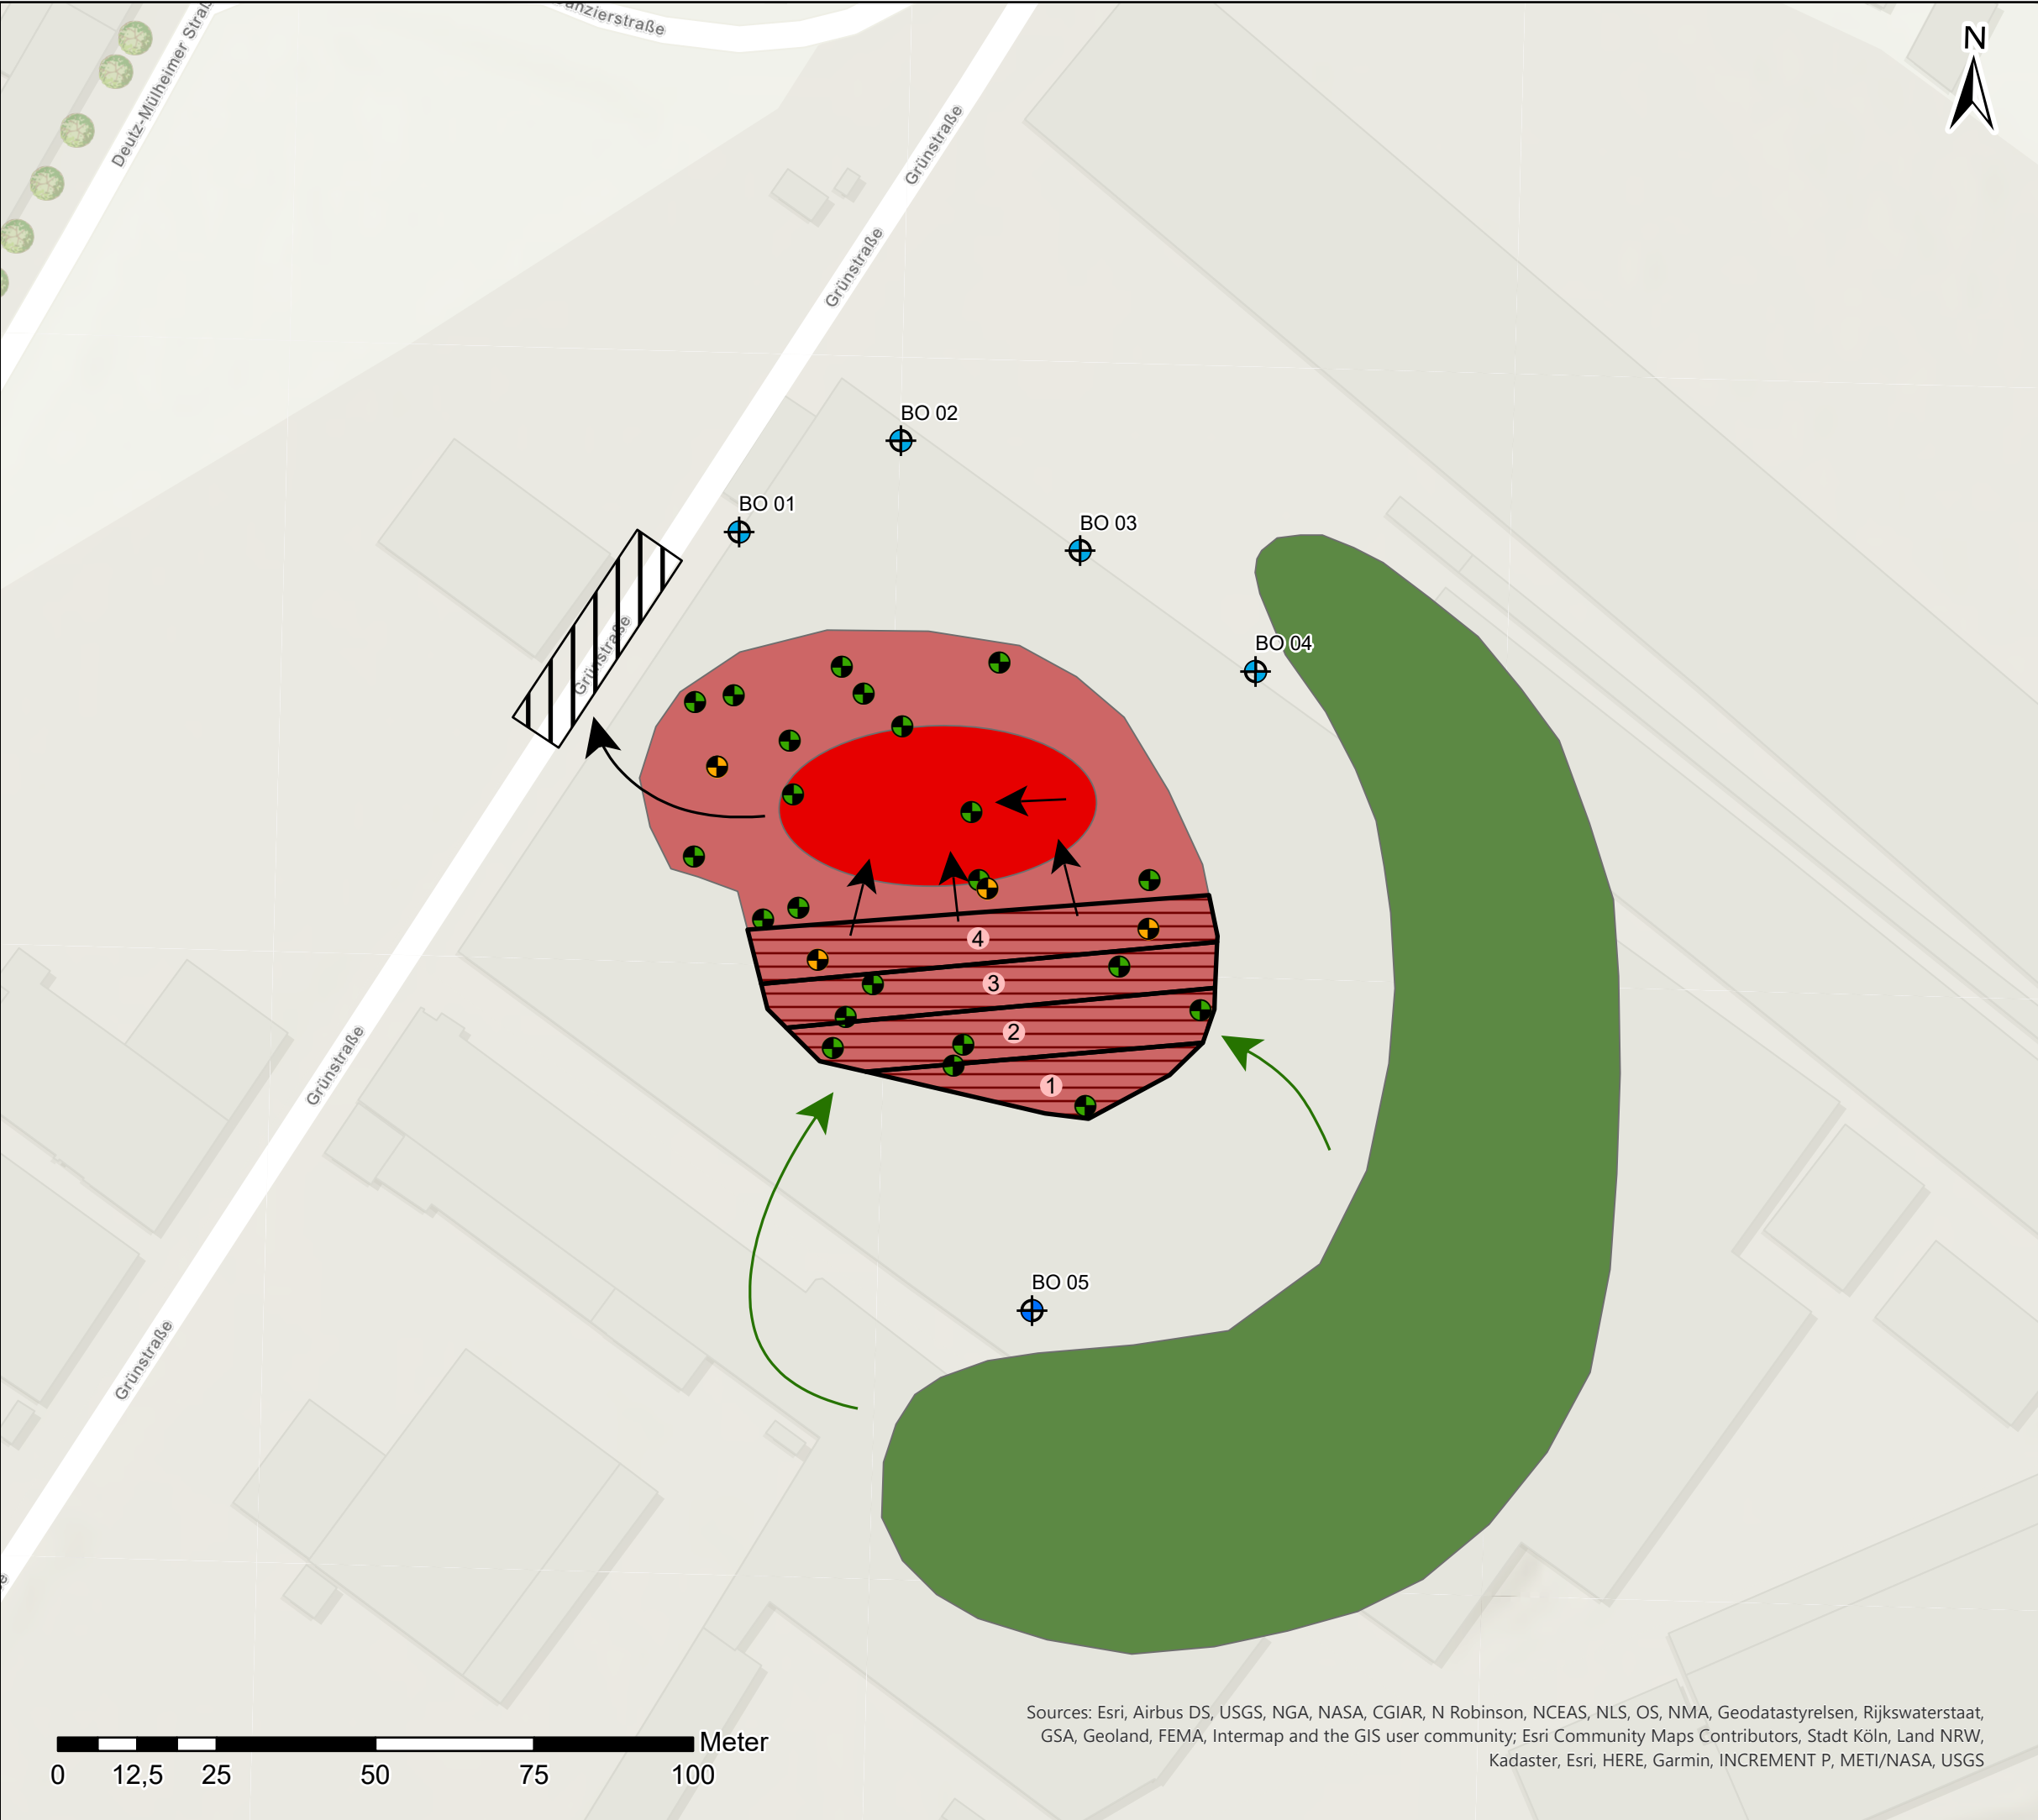 anzierstraße
N
Deutz-Mülheimer Straß
Grünstraße
Grünstraße
BO 02
BO 01
BO 03
Grünstraße
BO 04
4
3
2
1
Grünstraße
BO 05
Grünstraße
Sources: Esri, Airbus DS, USGS, NGA, NASA, CGIAR, N Robinson, NCEAS, NLS, OS, NMA, Geodatastyrelsen, Rijkswaterstaat,
GSA, Geoland, FEMA, Intermap and the GIS user community; Esri Community Maps Contributors, Stadt Köln, Land NRW,
Kadaster, Esri, HERE, Garmin, INCREMENT P, METI/NASA, USGS
Meter
0 12,5 25 50 75 100